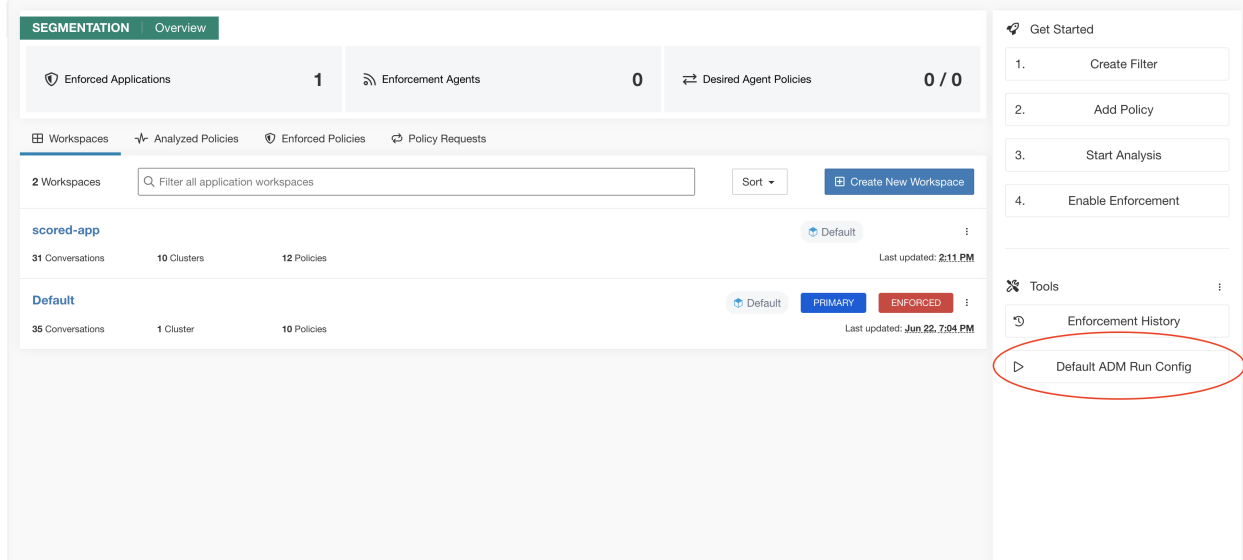 SEGMENTATION Overview
Enforced Applications 1
Enforcement Agents 0
Desired Agent Policies 0 / 0
Workspaces Analyzed Policies Enforced Policies Policy Requests
2 Workspaces Filter all application workspaces Sort Create New Workspace
scored-app Default
31 Conversations 10 Clusters 12 Policies Last updated: 2:11 PM
Default Default PRIMARY ENFORCED
35 Conversations 1 Cluster 10 Policies Last updated: Jun 22, 7:04 PM
Get Started
1. Create Filter
2. Add Policy
3. Start Analysis
4. Enable Enforcement
Tools
Enforcement History
Default ADM Run Config